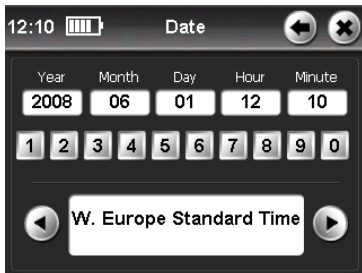 12:10 Date
Year Month Day Hour Minute
2008 06 01 12 10
1 2 3 4 5 6 7 8 9 0
W. Europe Standard Time